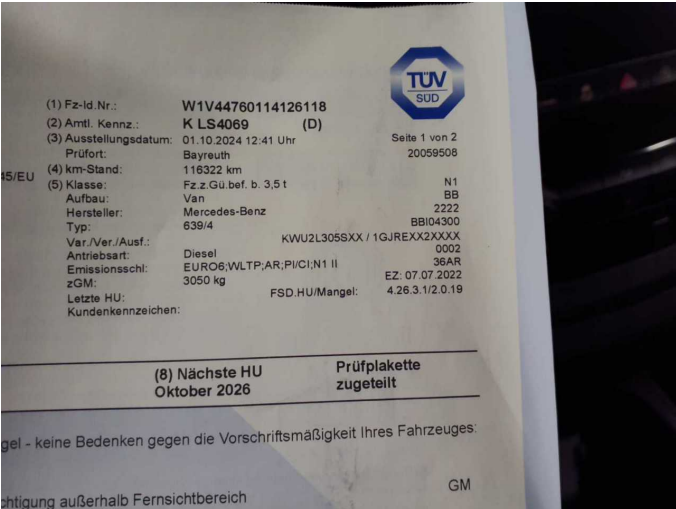 TÜV
SÜD
(1) Fz-Id.Nr.: W1V44760114126118
(2) Amtl. Kennz.: K LS4069 (D)
(3) Ausstellungsdatum: 01.10.2024 12:41 Uhr Seite 1 von 2
Prüfort: Bayreuth 20059508
45/EU (4) km-Stand: 116322 km
(5) Klasse: Fz.z.Gü.bef. b. 3,5 t N1
Aufbau: Van BB
Hersteller: Mercedes-Benz 2222
Typ: 639/4 BBI04300
Var./Ver./Ausf.: KWU2L305SXX / 1GJREXX2XXXX
Antriebsart: Diesel 0002
Emissionsschl: EURO6;WLTP;AR;PI/CI;N1 II 36AR
zGM: 3050 kg EZ: 07.07.2022
Letzte HU: FSD.HU/Mangel: 4.26.3.1/2.0.19
Kundenkennzeichen:
(8) Nächste HU Prüfplakette
Oktober 2026 zugeteilt
gel - keine Bedenken gegen die Vorschriftsmäßigkeit Ihres Fahrzeuges:
GM
chtigung außerhalb Fernsichtbereich